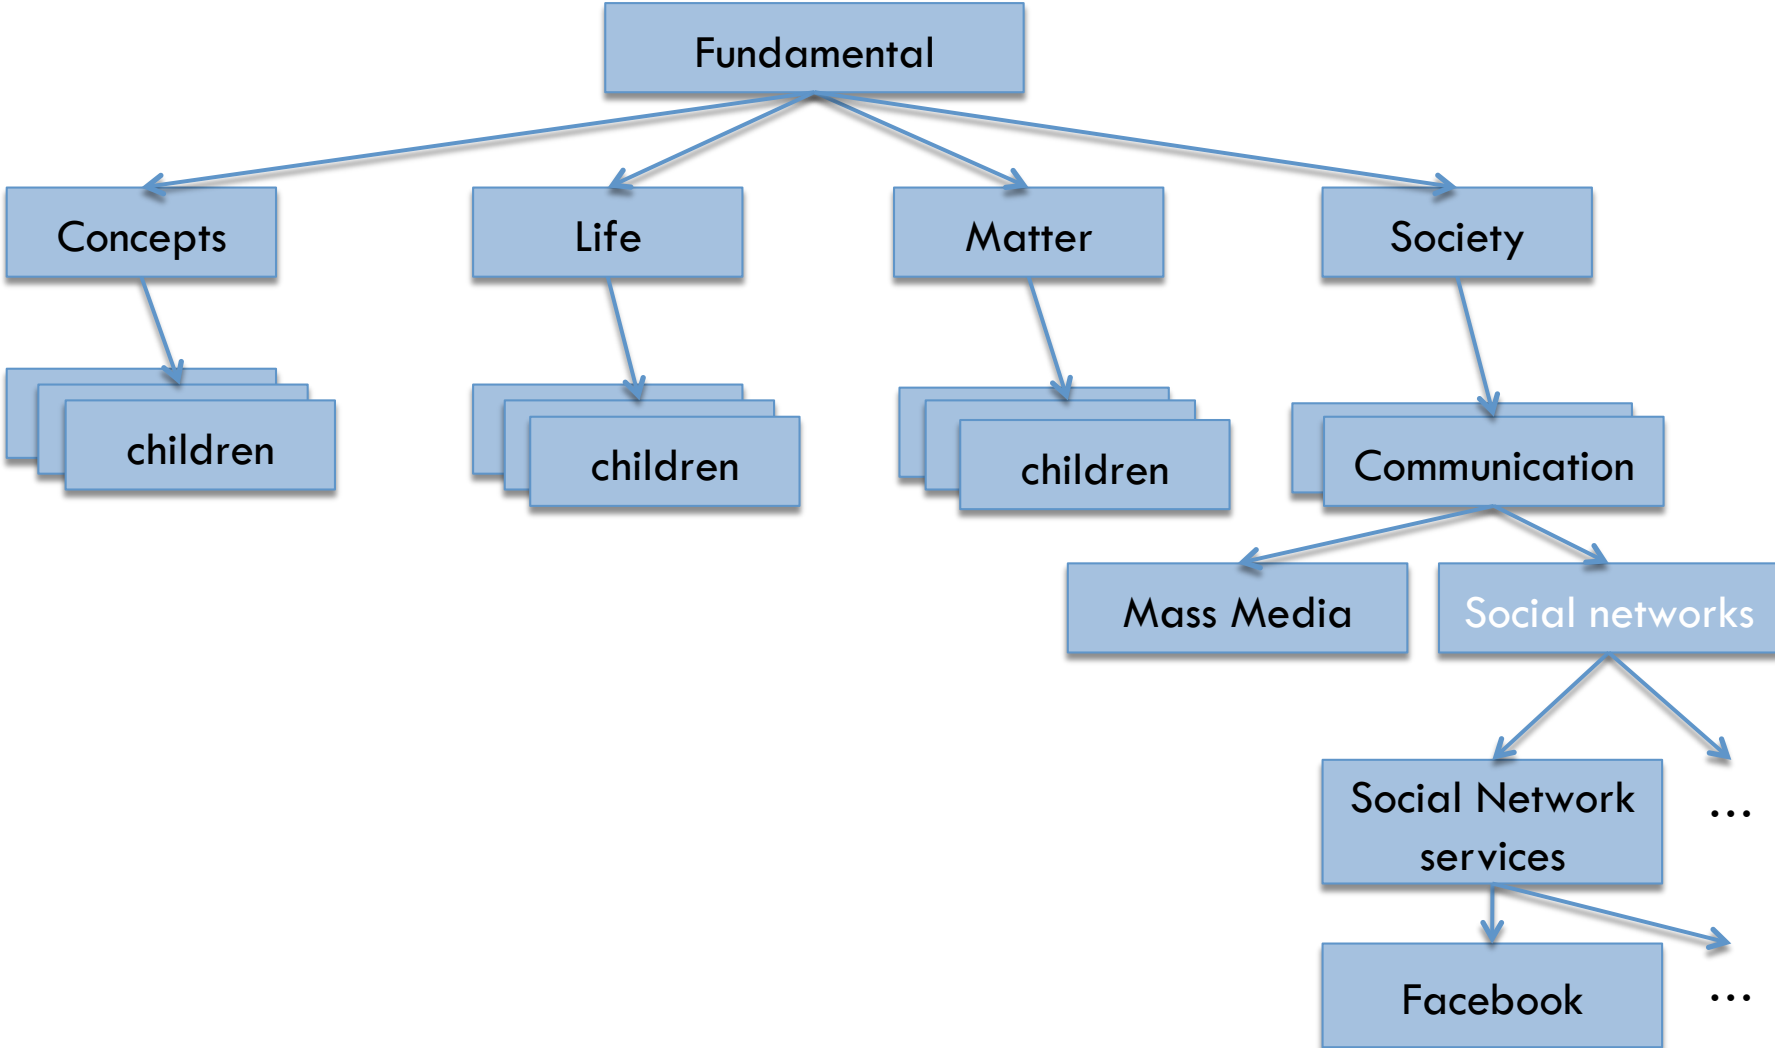 Fundamental
Concepts
Life
Matter
Society
children
children
children
Communication
Mass Media
Social networks
Social Network
services
...
Facebook
...